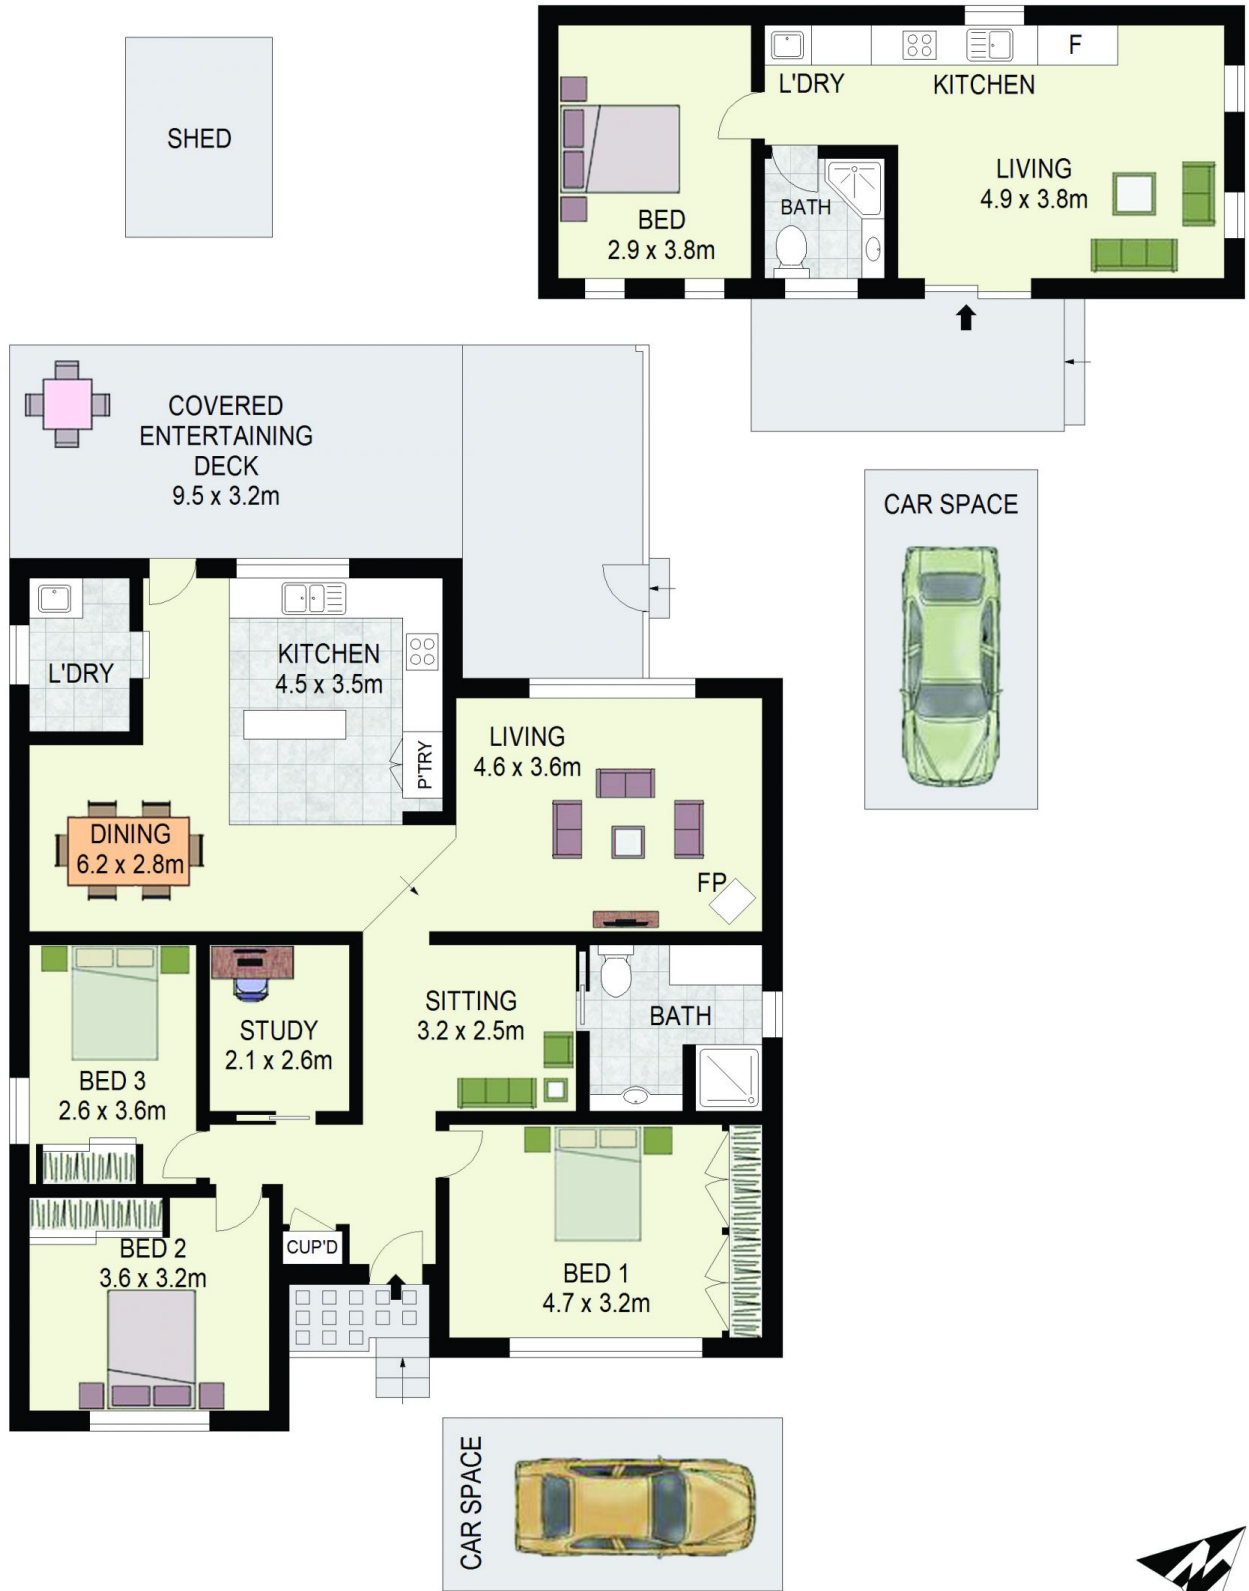 SHED
L'DRY
KITCHEN
F
LIVING
4.9 x 3.8m
BATH
BED
2.9 x 3.8m
COVERED
ENTERTAINING
DECK
9.5 x 3.2m
CAR SPACE
L'DRY
KITCHEN
4.5 x 3.5m
P'TRY
LIVING
4.6 x 3.6m
DINING
6.2 x 2.8m
FP
BED 3
2.6 x 3.6m
STUDY
2.1 x 2.6m
SITTING
3.2 x 2.5m
BATH
BED 2
3.6 x 3.2m
CUP'D
BED 1
4.7 x 3.2m
CAR SPACE
N